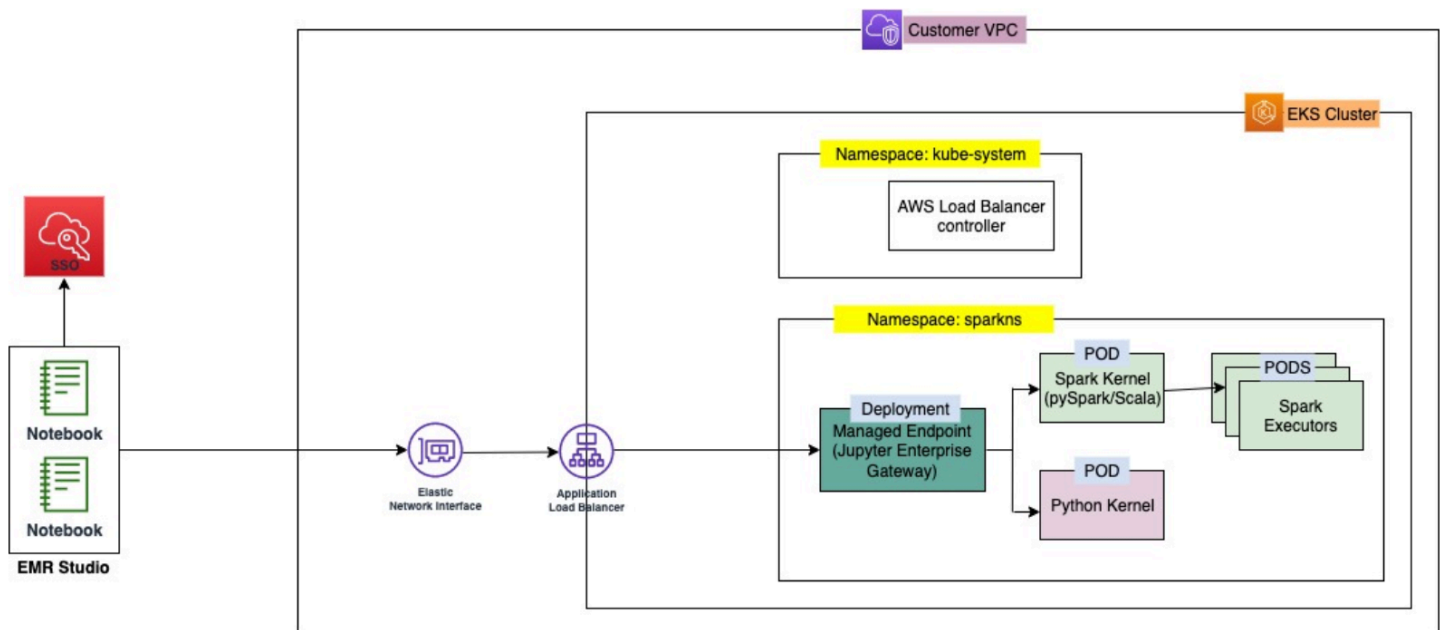 Customer VPC
EKS Cluster
Namespace: kube-system
AWS Load Balancer
controller
SSO
Namespace: sparkns
POD
Spark Kernel
(pySpark/Scala)
PODS
Spark
Executors
Deployment
Managed Endpoint
(Jupyter Enterprise
Gateway)
POD
Python Kernel
Notebook
Notebook
EMR Studio
Elastic
Network Interface
Application
Load Balancer